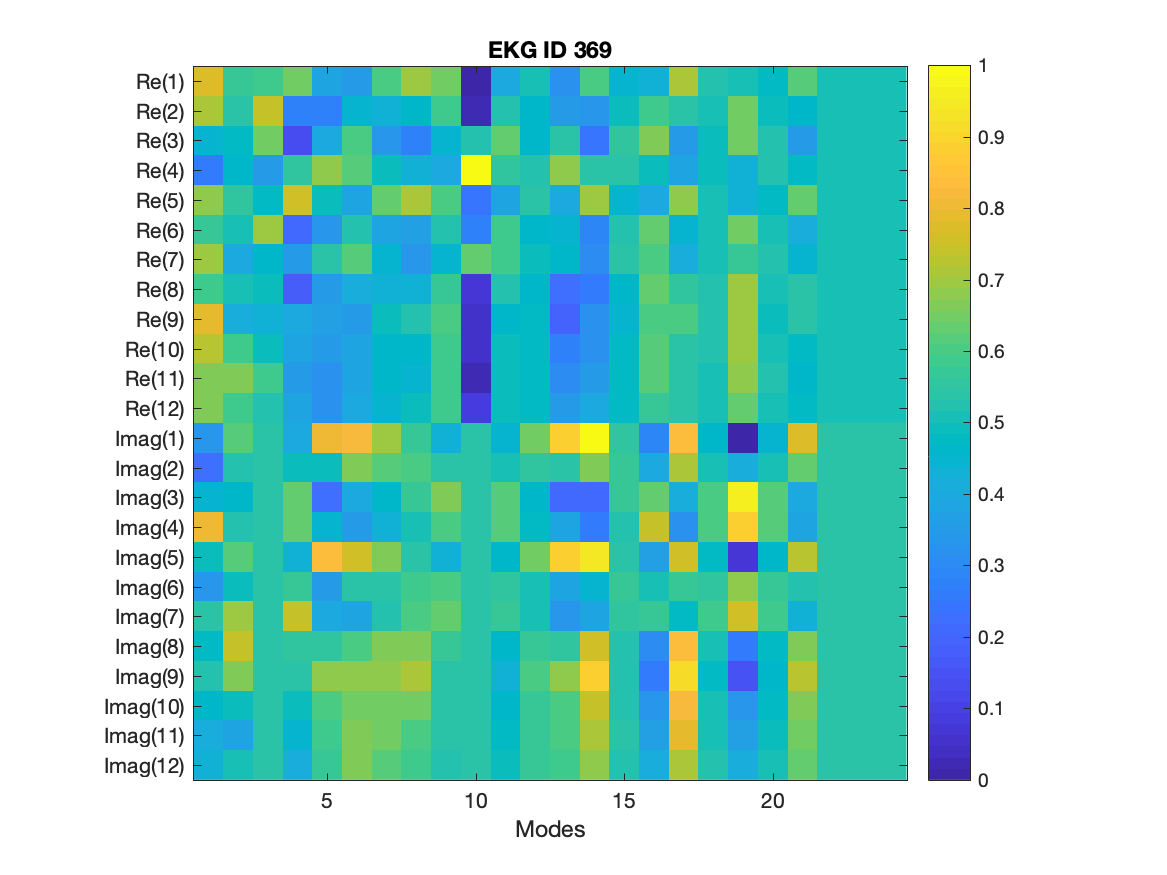 EKG ID 369
Re(1)
Re(2)
Re(3)
Re(4)
Re(5)
Re(6)
Re(7)
Re(8)
Re(9)
Re(10)
Re(11)
Re(12)
Imag(1)
Imag(2)
Imag(3)
Imag(4)
Imag(5)
Imag(6)
Imag(7)
Imag(8)
Imag(9)
Imag(10)
Imag(11)
Imag(12)
5 10 15 20
Modes
1
0.9
0.8
0.7
0.6
0.5
0.4
0.3
0.2
0.1
0